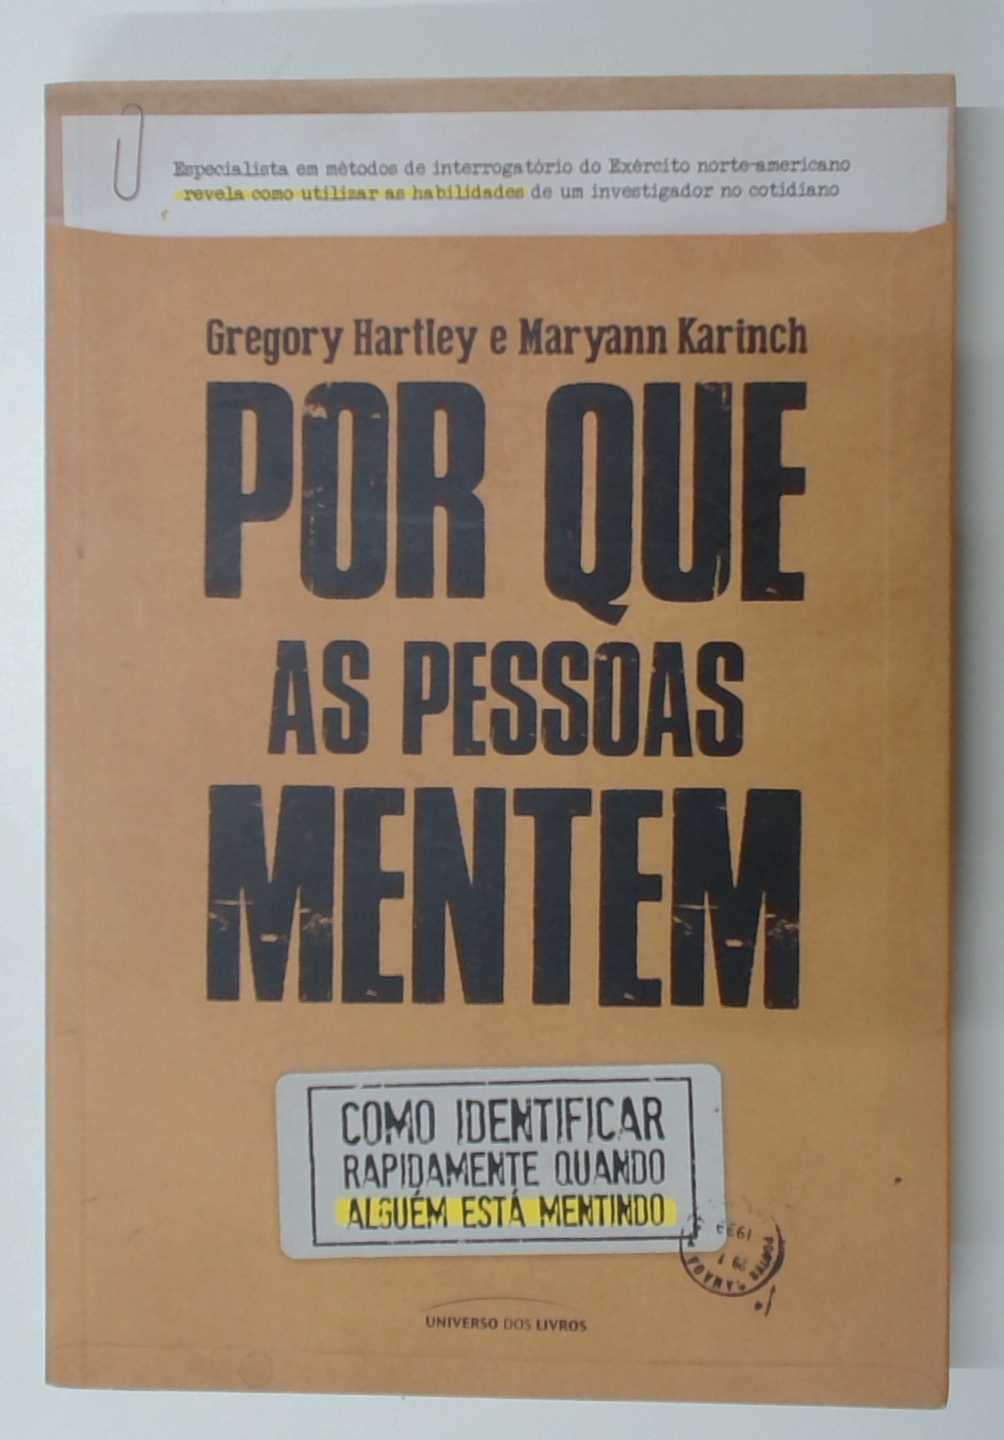 Especialista em métodos de interrogatório do Exército norte-americano
revela como utilizar as habilidades de um investigador no cotidiano
Gregory Hartley e Maryann Karinch
POR QUE
AS PESSOAS
MENTEM
COMO IDENTIFICAR
RAPIDAMENTE QUANDO
ALGUÉM ESTÁ MENTINDO
UNIVERSO DOS LIVROS